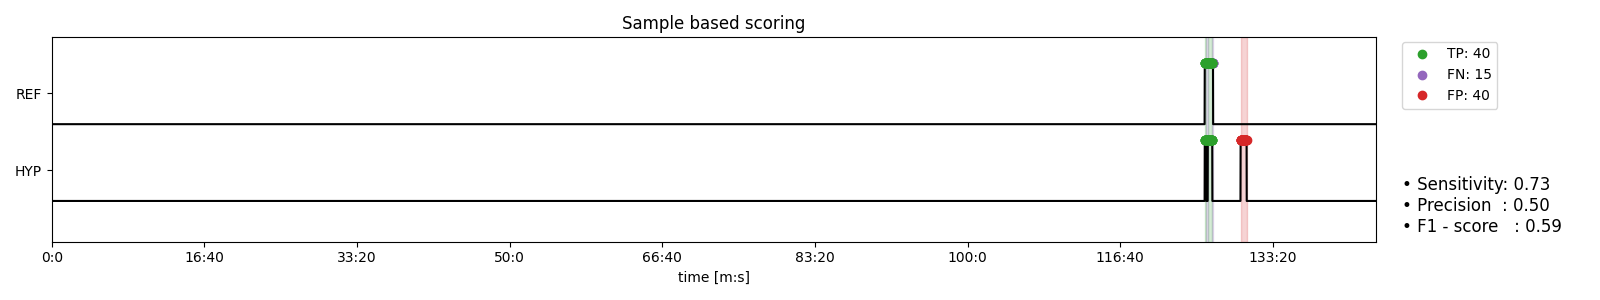 Sample based scoring
TP: 40
FN: 15
FP: 40
REF
HYP
• Sensitivity: 0.73
• Precision : 0.50
• F1 - score : 0.59
0:0 16:40 33:20 50:0 66:40 83:20 100:0 116:40 133:20
time [m:s]